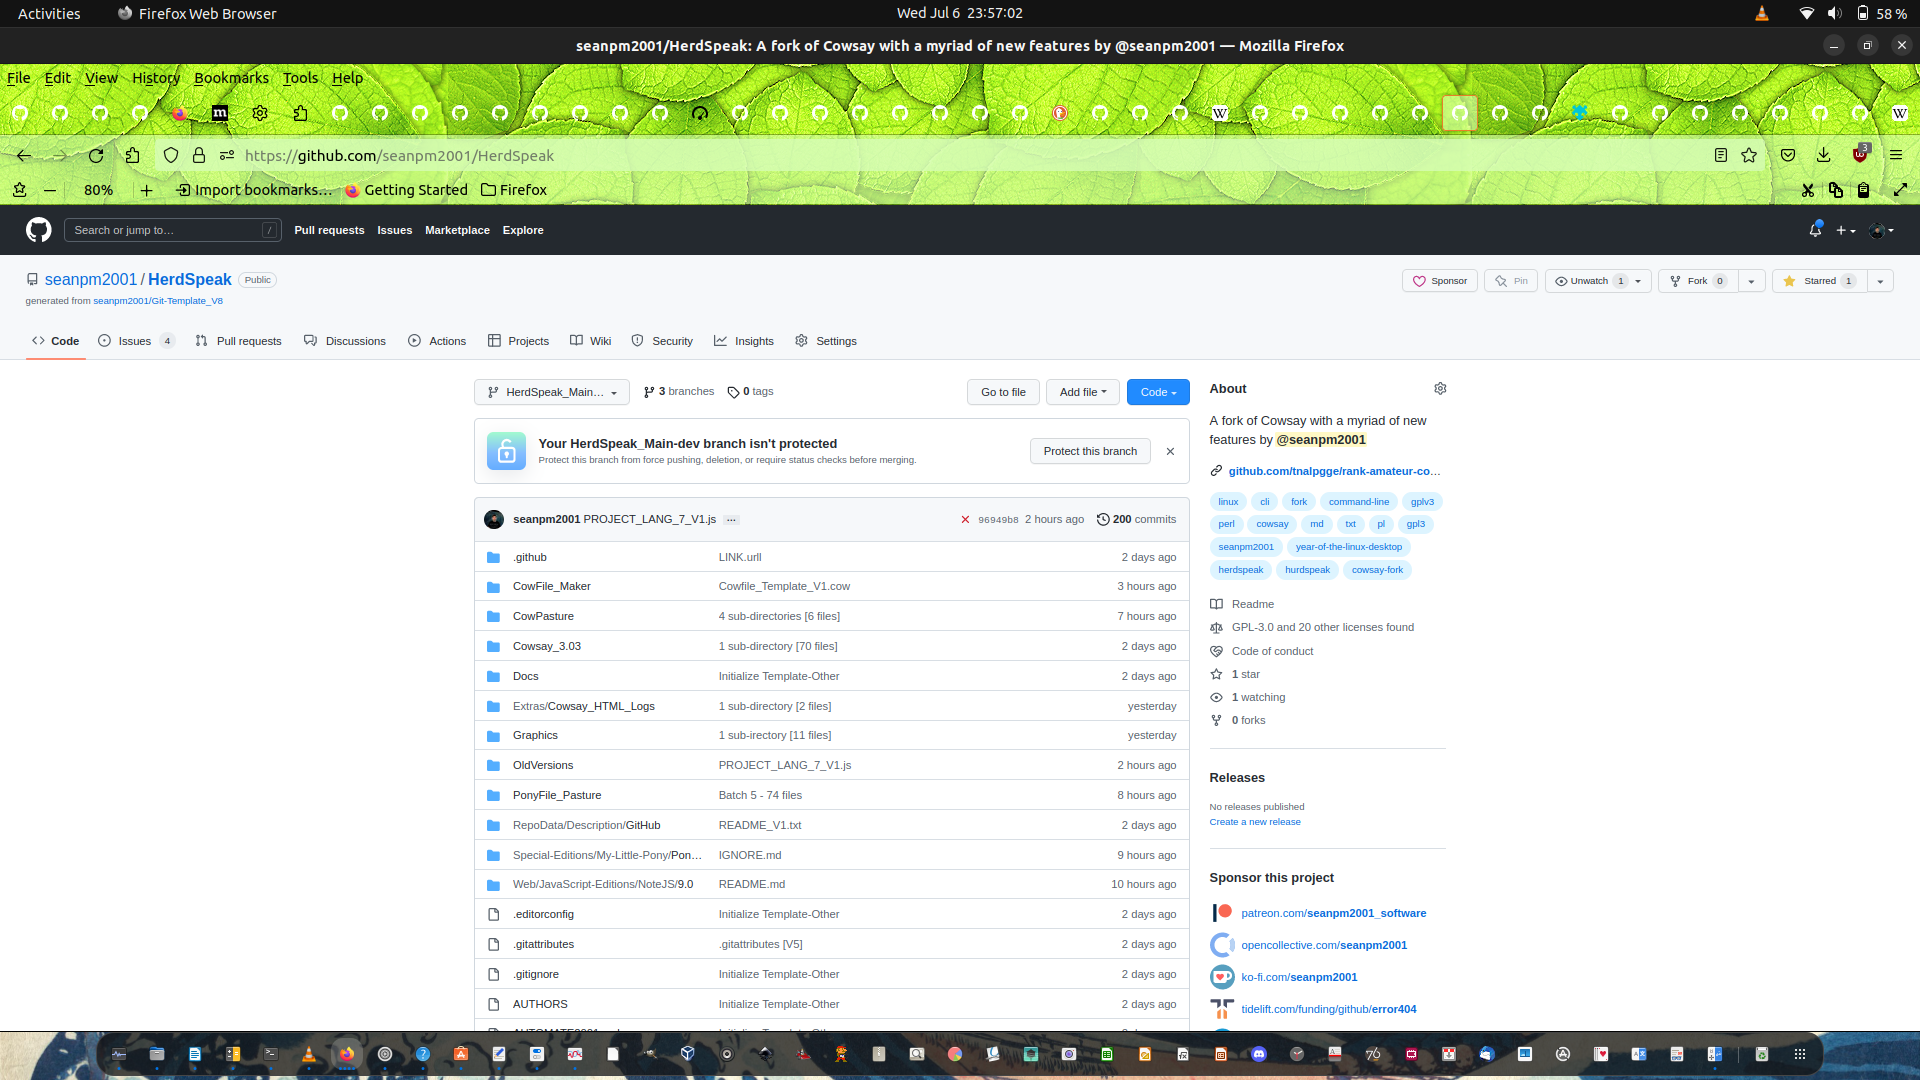 Activities
Firefox Web Browser
Wed Jul 6 23:57:02
58 %
seanpm2001/HerdSpeak: A fork of Cowsay with a myriad of new features by @seanpm2001 — Mozilla Firefox
File Edit View History Bookmarks Tools Help
https://github.com/seanpm2001/HerdSpeak
3
80%
Import bookmarks…
Getting Started
Firefox
Search or jump to…
/
Pull requests Issues Marketplace Explore
seanpm2001 / HerdSpeak Public
Sponsor
Pin
Unwatch 1
Fork 0
Starred 1
generated from seanpm2001/Git-Template_V8
Code
Issues 4
Pull requests
Discussions
Actions
Projects
Wiki
Security
Insights
Settings
HerdSpeak_Main…
3 branches
0 tags
Go to file
Add file
Code
Your HerdSpeak_Main-dev branch isn't protected
Protect this branch from force pushing, deletion, or require status checks before merging.
Protect this branch
seanpm2001 PROJECT_LANG_7_V1.js …
96949b8 2 hours ago
200 commits
.github LINK.urll 2 days ago
CowFile_Maker Cowfile_Template_V1.cow 3 hours ago
CowPasture 4 sub-directories [6 files] 7 hours ago
Cowsay_3.03 1 sub-directory [70 files] 2 days ago
Docs Initialize Template-Other 2 days ago
Extras/Cowsay_HTML_Logs 1 sub-directory [2 files] yesterday
Graphics 1 sub-irectory [11 files] yesterday
OldVersions PROJECT_LANG_7_V1.js 2 hours ago
PonyFile_Pasture Batch 5 - 74 files 8 hours ago
RepoData/Description/GitHub README_V1.txt 2 days ago
Special-Editions/My-Little-Pony/Pon… IGNORE.md 9 hours ago
Web/JavaScript-Editions/NoteJS/9.0 README.md 10 hours ago
.editorconfig Initialize Template-Other 2 days ago
.gitattributes .gitattributes [V5] 2 days ago
.gitignore Initialize Template-Other 2 days ago
AUTHORS Initialize Template-Other 2 days ago
About
A fork of Cowsay with a myriad of new
features by @seanpm2001
github.com/tnalpgge/rank-amateur-co…
linux cli fork command-line gplv3
perl cowsay md txt pl gpl3
seanpm2001 year-of-the-linux-desktop
herdspeak hurdspeak cowsay-fork
Readme
GPL-3.0 and 20 other licenses found
Code of conduct
1 star
1 watching
0 forks
Releases
No releases published
Create a new release
Sponsor this project
patreon.com/seanpm2001_software
opencollective.com/seanpm2001
ko-fi.com/seanpm2001
tidelift.com/funding/github/error404